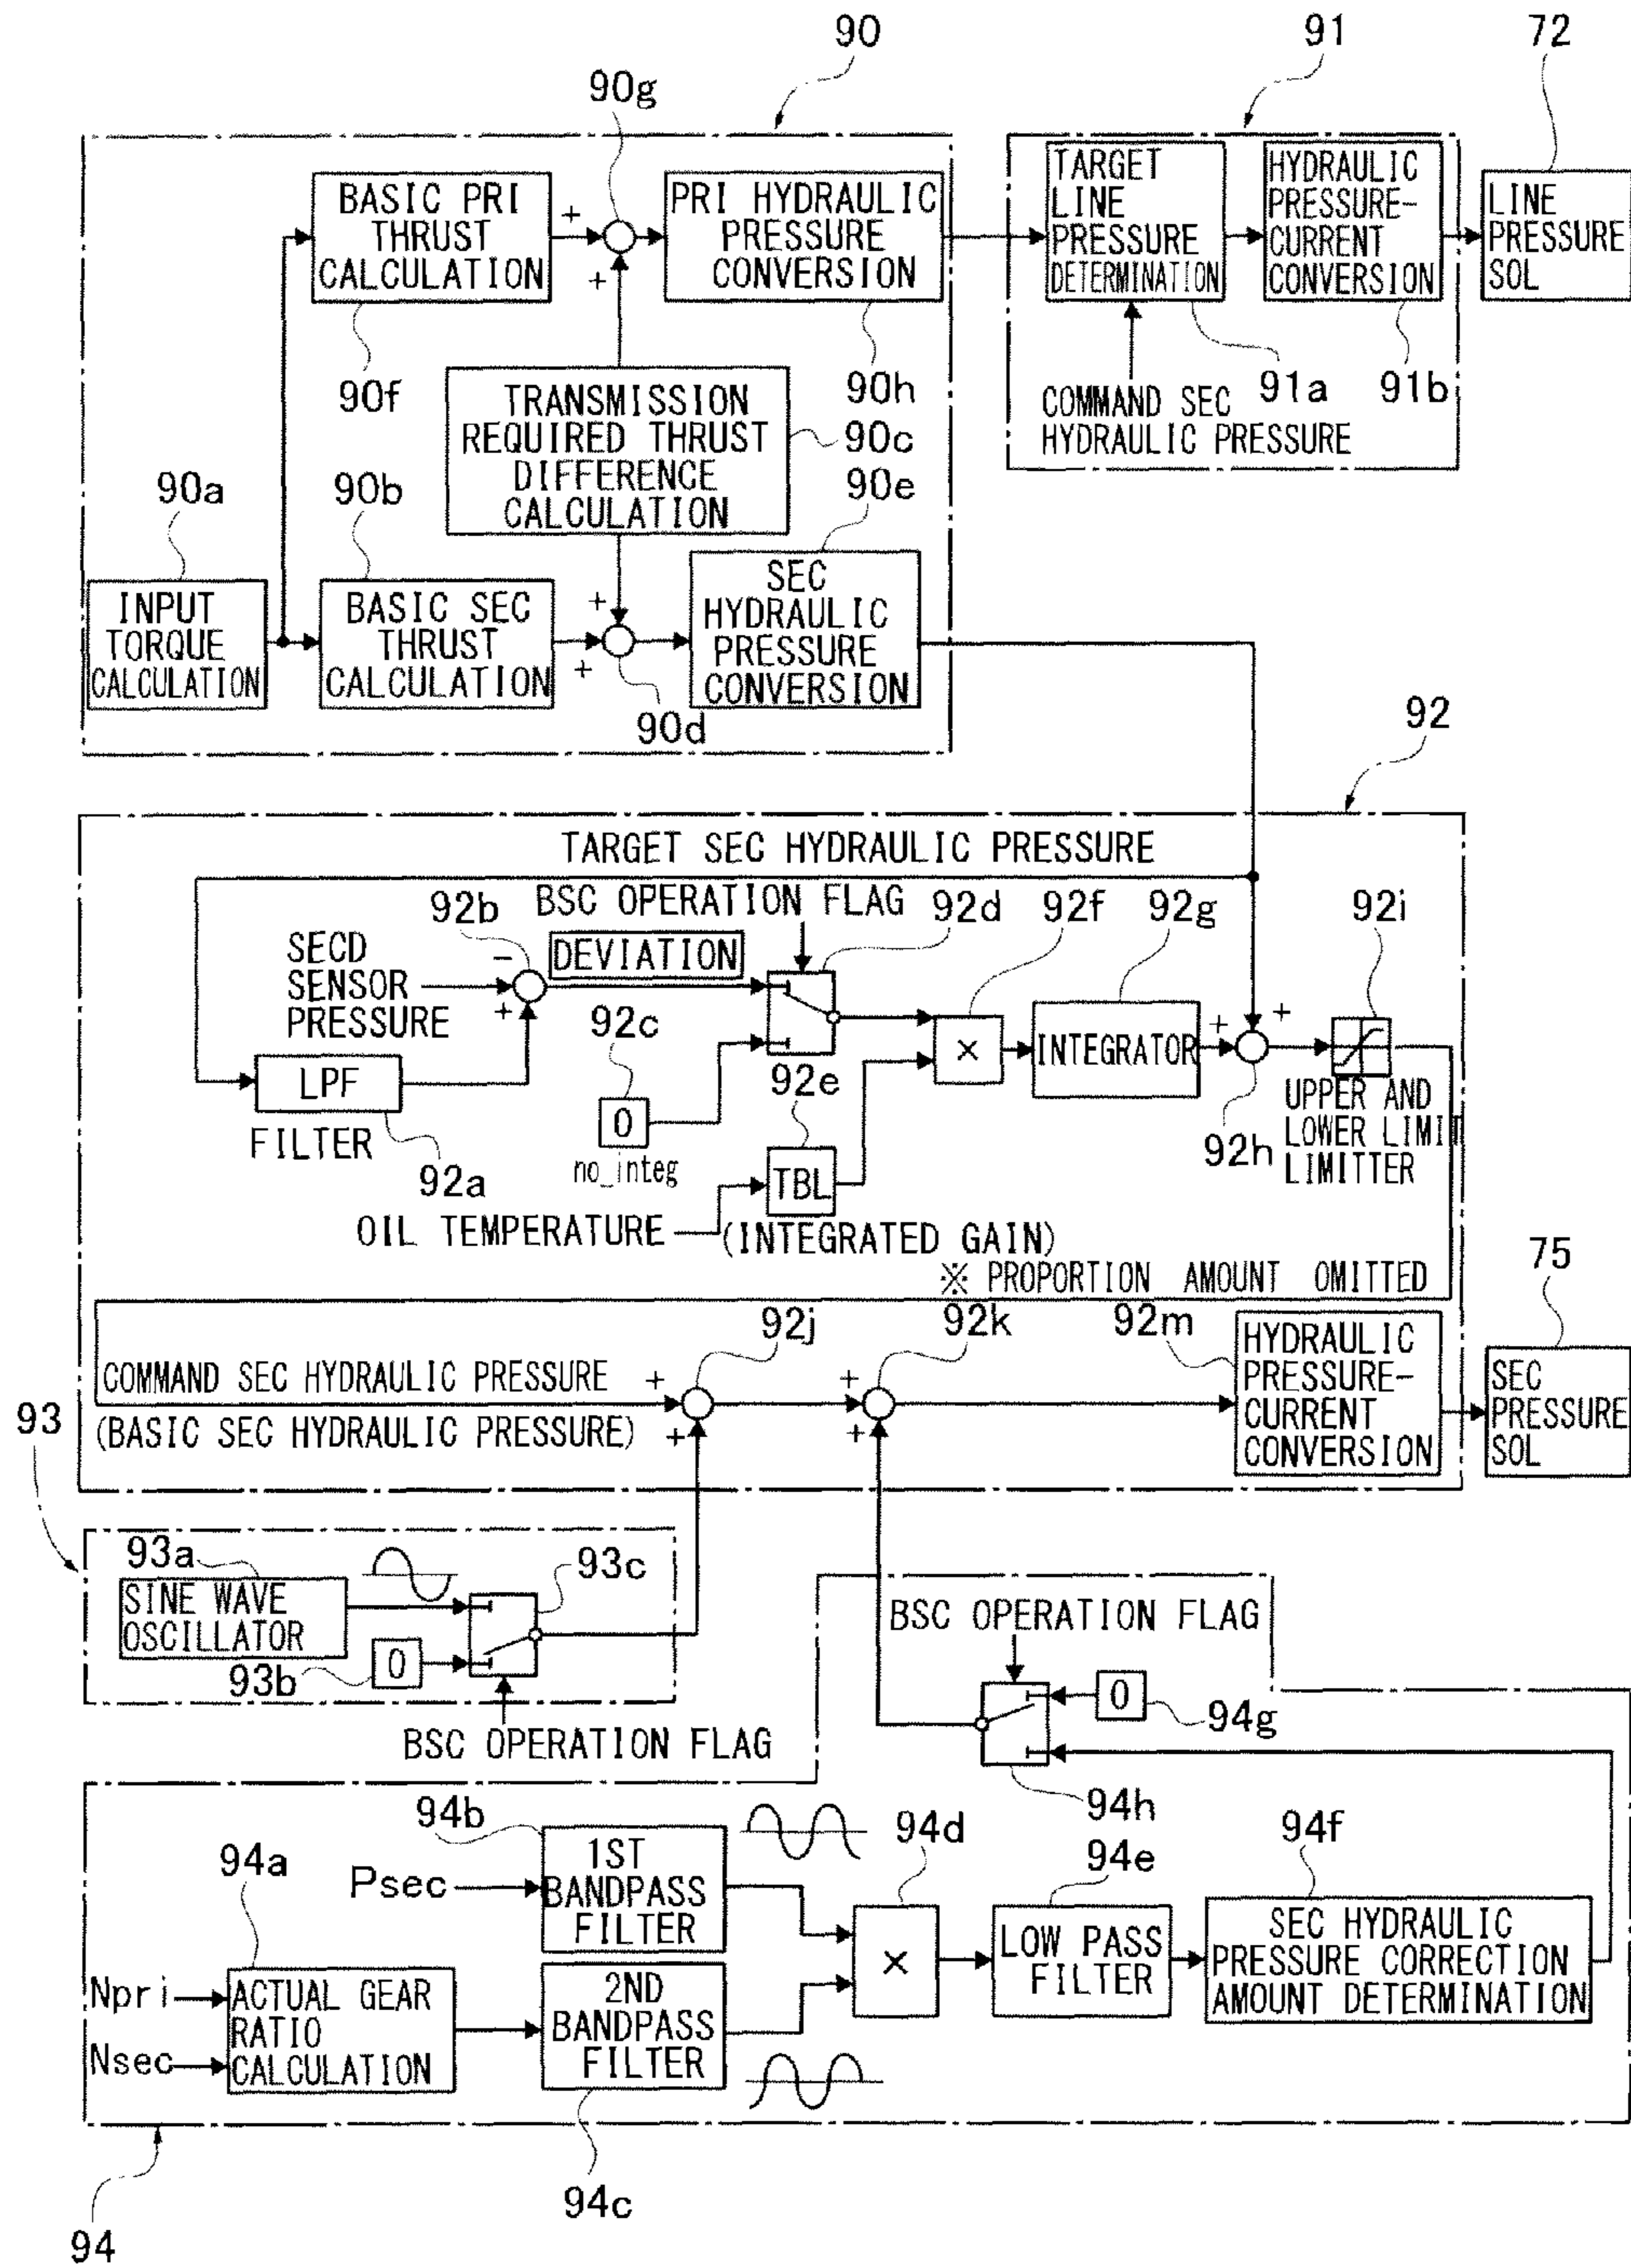 90
91
72
90g
BASIC PRI
THRUST
CALCULATION
+
+
PRI HYDRAULIC
PRESSURE
CONVERSION
TARGET
LINE
PRESSURE
DETERMINATION
HYDRAULIC
PRESSURE-
CURRENT
CONVERSION
LINE
PRESSURE
SOL
90f
90h
91a
91b
TRANSMISSION
REQUIRED THRUST
DIFFERENCE
CALCULATION
90c
COMMAND SEC
HYDRAULIC PRESSURE
90a
90b
90e
INPUT
TORQUE
CALCULATION
BASIC SEC
THRUST
CALCULATION
+
+
SEC
HYDRAULIC
PRESSURE
CONVERSION
90d
92
TARGET SEC HYDRAULIC PRESSURE
92b
BSC OPERATION FLAG
92d
92f
92g
92i
SECD
SENSOR
PRESSURE
-
+
DEVIATION
92c
×
INTEGRATOR
+
+
LPF
FILTER
92a
0
no_integ
92e
TBL
92h
UPPER AND
LOWER LIMIT
LIMITTER
OIL TEMPERATURE
(INTEGRATED GAIN)
※ PROPORTION AMOUNT OMITTED
75
92j
92k
92m
HYDRAULIC
PRESSURE-
CURRENT
CONVERSION
SEC
PRESSURE
SOL
COMMAND SEC HYDRAULIC PRESSURE
+
+
(BASIC SEC HYDRAULIC PRESSURE)
+
+
93
93a
93c
SINE WAVE
OSCILLATOR
0
93b
BSC OPERATION FLAG
BSC OPERATION FLAG
0
94g
94h
94b
94d
94e
94f
94a
Psec
1ST
BANDPASS
FILTER
×
LOW PASS
FILTER
SEC HYDRAULIC
PRESSURE CORRECTION
AMOUNT DETERMINATION
Npri
Nsec
ACTUAL GEAR
RATIO
CALCULATION
2ND
BANDPASS
FILTER
94c
94